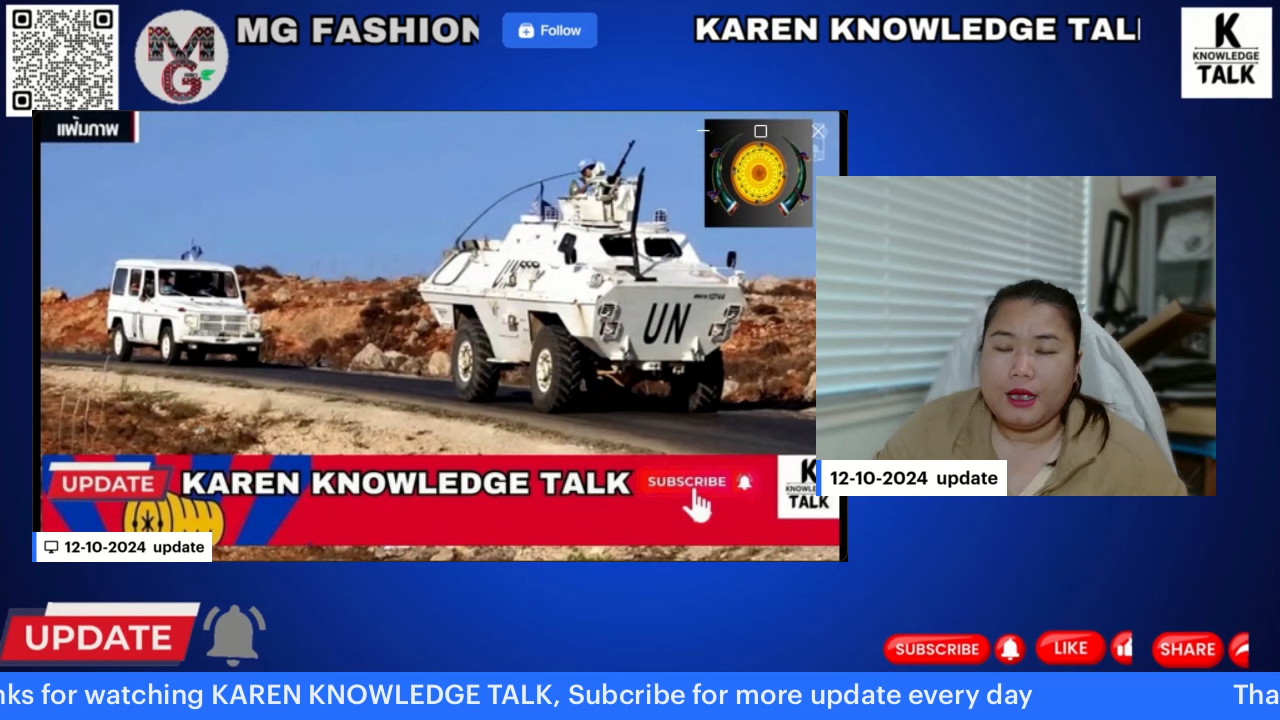 MG FASHION
Follow
KAREN KNOWLEDGE TAL
K
KNOWLEDGE
TALK
แฟ้มภาพ
UN
UPDATE
KAREN KNOWLEDGE TALK
SUBSCRIBE
K
TALK
12-10-2024 update
12-10-2024 update
UPDATE
SUBSCRIBE
LIKE
SHARE
nks for watching KAREN KNOWLEDGE TALK, Subcribe for more update every day
Tha